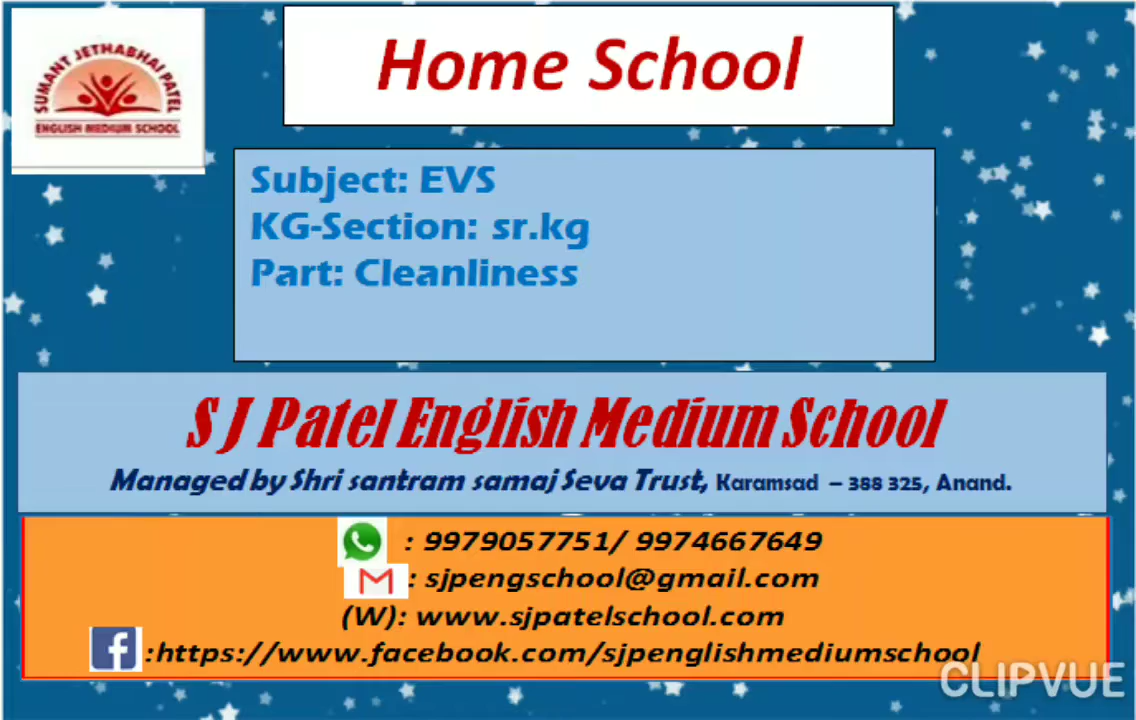 SUMANT JETHABHAI PATEL
ENGLISH MEDIUM SCHOOL
Home School
Subject: EVS
KG-Section: sr.kg
Part: Cleanliness
S J Patel English Medium School
Managed by Shri santram samaj Seva Trust, Karamsad – 388 325, Anand.
: 9979057751/ 9974667649
: sjpengschool@gmail.com
(W): www.sjpatelschool.com
:https://www.facebook.com/sjpenglishmediumschool
CLIPVUE